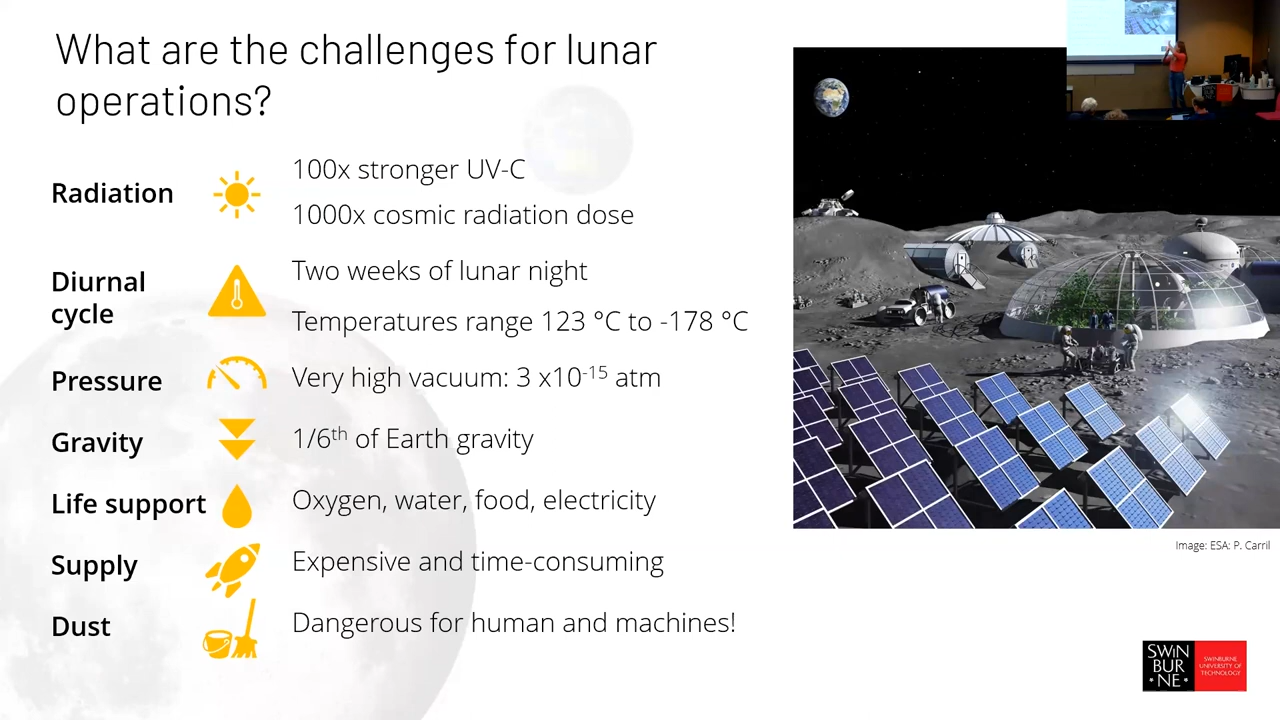 What are the challenges for lunar
operations?
Radiation
100x stronger UV-C
1000x cosmic radiation dose
Diurnal
cycle
Two weeks of lunar night
Temperatures range 123 °C to -178 °C
Pressure
Very high vacuum: 3 x10⁻¹⁵ atm
Gravity
1/6ᵗʰ of Earth gravity
Life support
Oxygen, water, food, electricity
Supply
Expensive and time-consuming
Dust
Dangerous for human and machines!
Image: ESA: P. Carril
SWIN
BUR
NE
SWINBURNE
UNIVERSITY OF
TECHNOLOGY